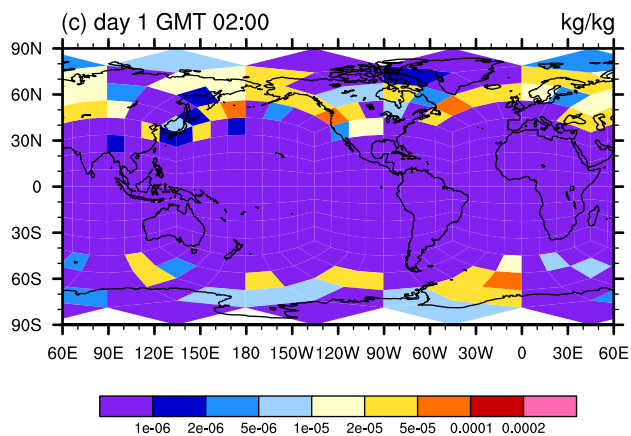 (c) day 1 GMT 02:00 kg/kg
90N
60N
30N
0
30S
60S
90S
60E 90E 120E 150E 180 150W 120W 90W 60W 30W 0 30E 60E
1e-06 2e-06 5e-06 1e-05 2e-05 5e-05 0.0001 0.0002